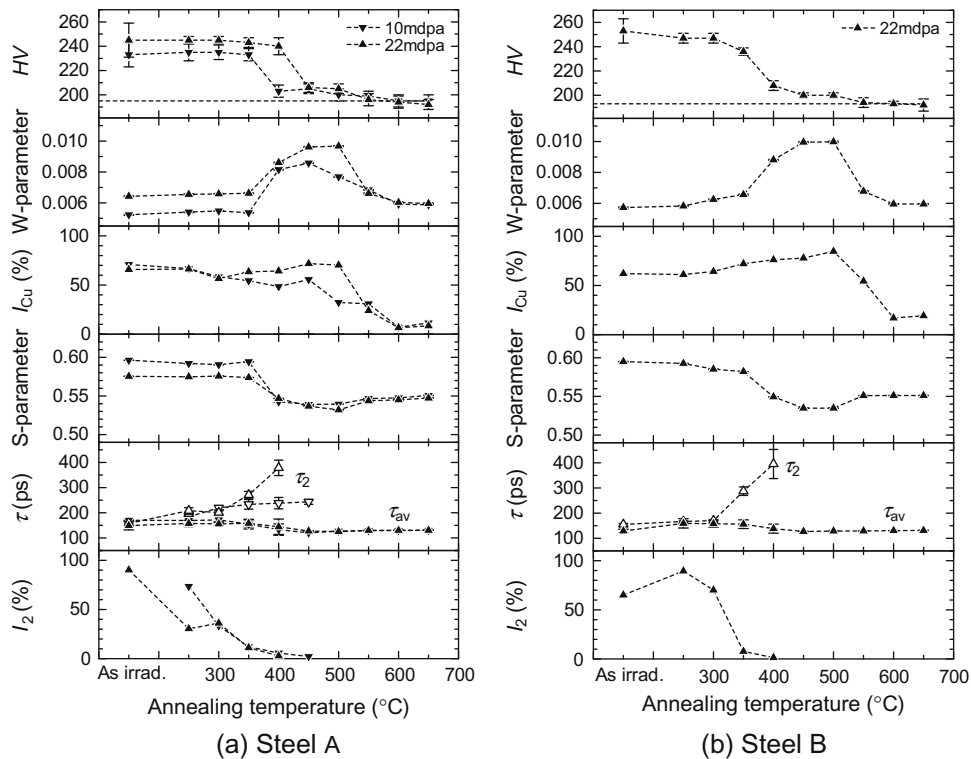 260
240
220
200
HV
10mdpa
22mdpa
0.010
0.008
0.006
W-parameter
100
50
0
I_Cu (%)
0.60
0.55
0.50
S-parameter
400
300
200
100
τ (ps)
τ₂
τ_av
100
50
0
I₂ (%)
As irrad. 300 400 500 600 700
Annealing temperature (°C)
(a) Steel A
260
240
220
200
HV
22mdpa
0.010
0.008
0.006
W-parameter
100
50
0
I_Cu (%)
0.60
0.55
0.50
S-parameter
400
300
200
100
τ (ps)
τ₂
τ_av
100
50
0
I₂ (%)
As irrad. 300 400 500 600 700
Annealing temperature (°C)
(b) Steel B